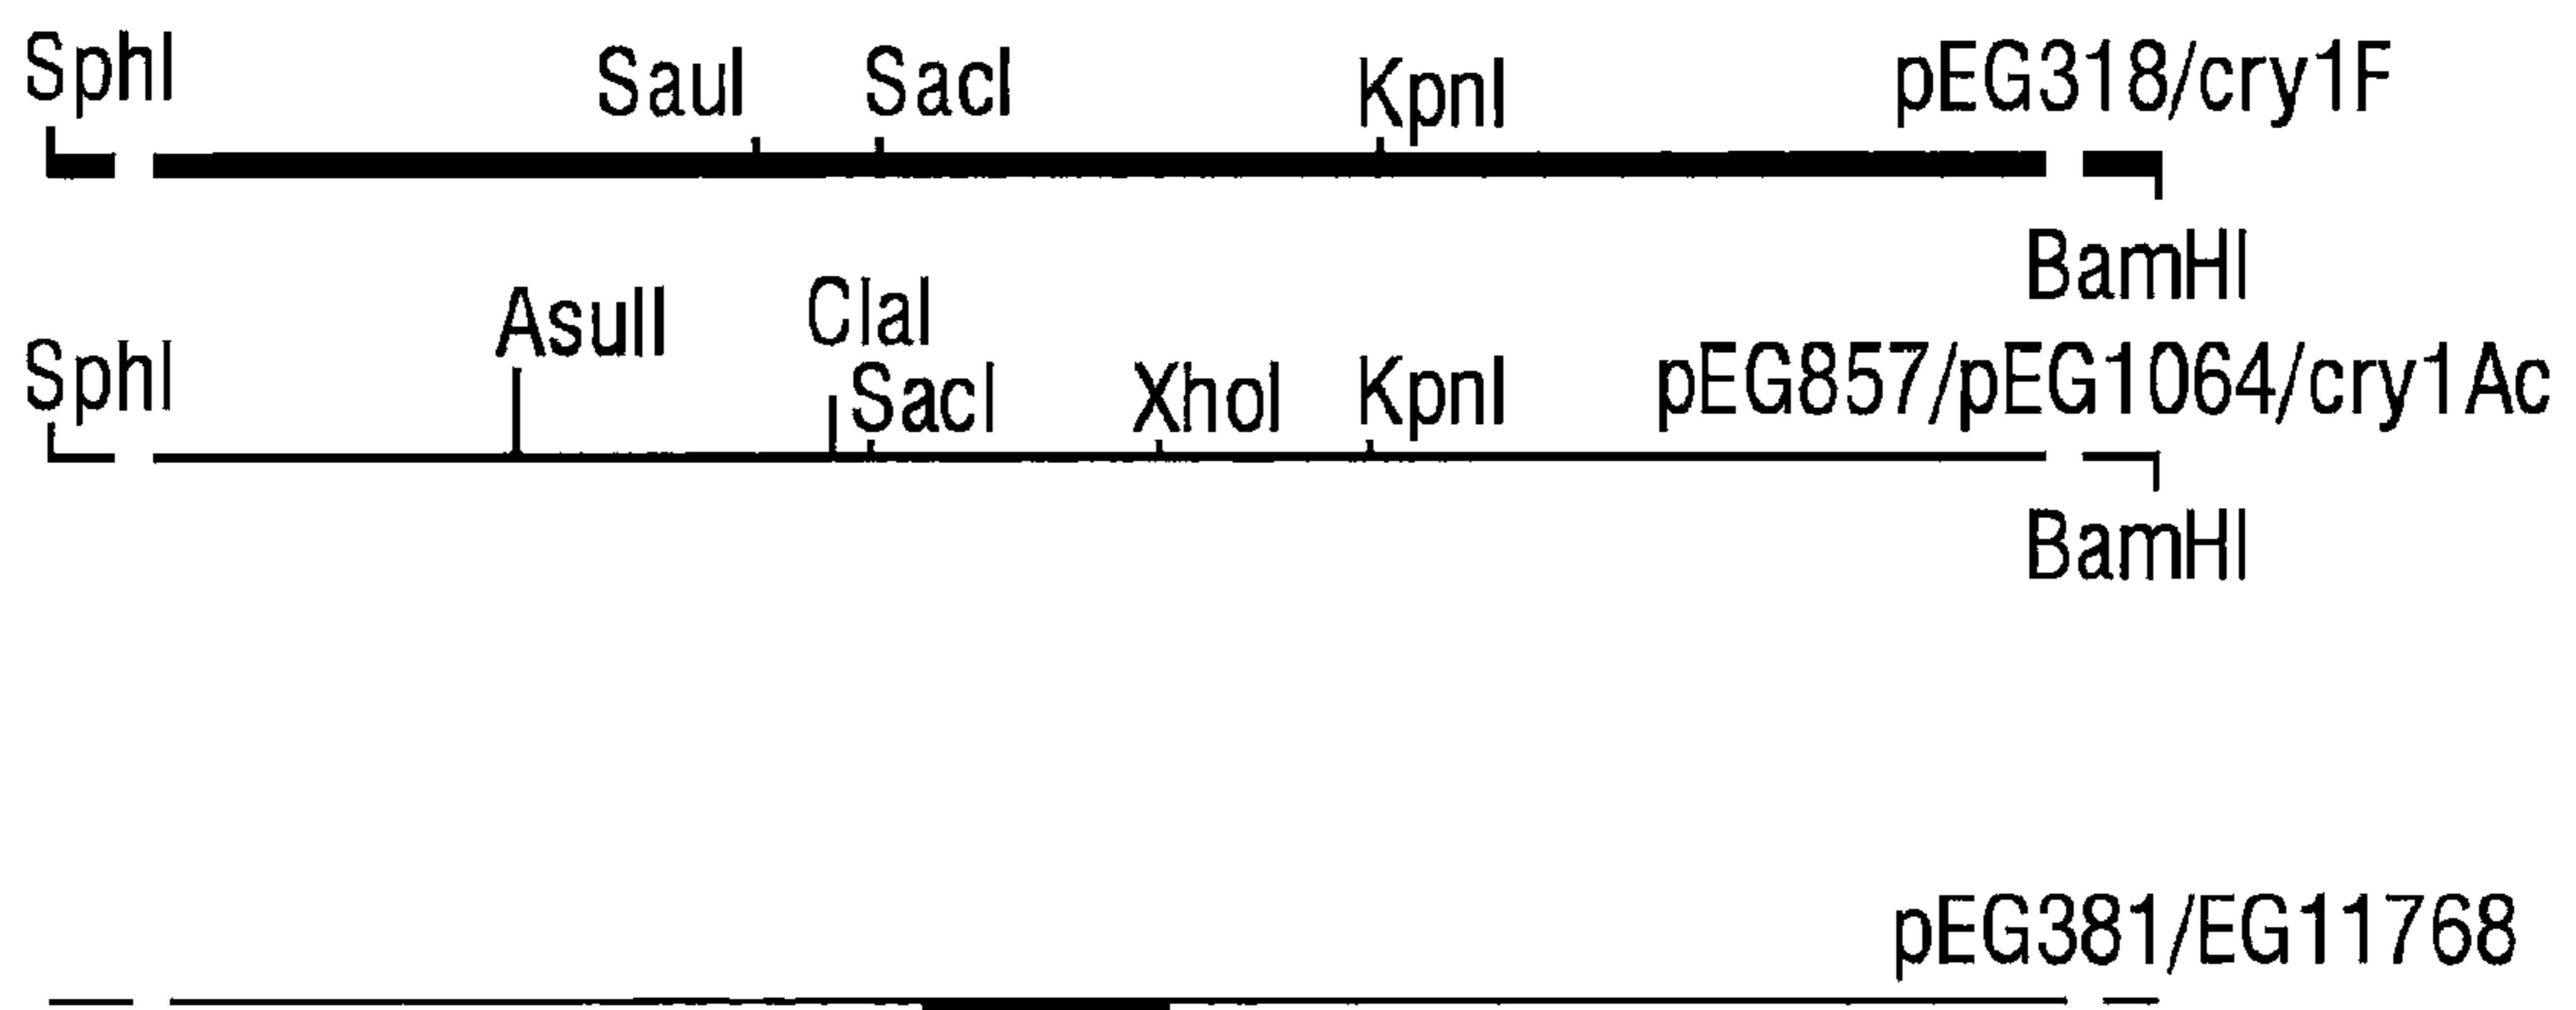 SphI SauI SacI KpnI pEG318/cry1F
BamHI
AsuII ClaI
SphI SacI XhoI KpnI pEG857/pEG1064/cry1Ac
BamHI
pEG381/EG11768